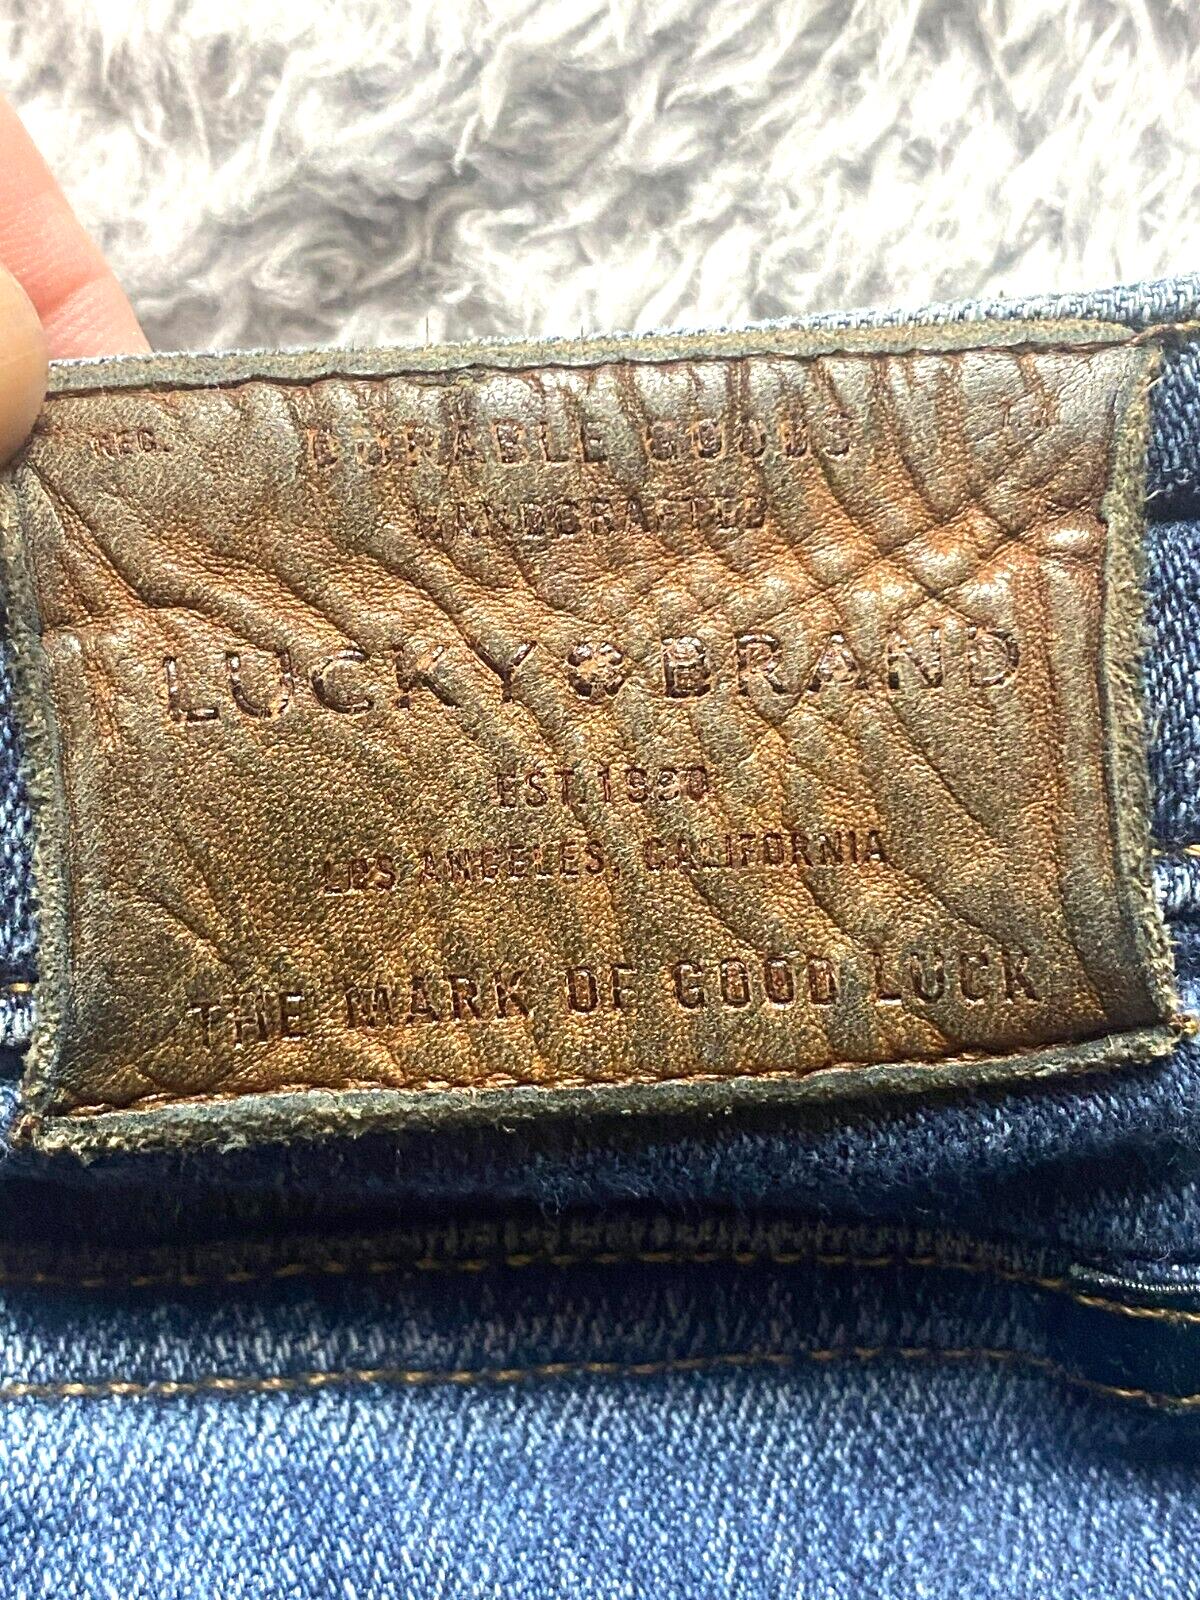 REG. DURABLE GOODS T.M.
HANDCRAFTED
LUCKY BRAND
EST. 1990
LOS ANGELES, CALIFORNIA
THE MARK OF GOOD LUCK